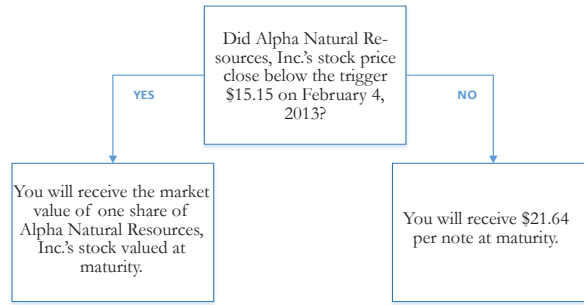 Did Alpha Natural Re-
sources, Inc.'s stock price
close below the trigger
$15.15 on February 4,
2013?
YES
NO
You will receive the market
value of one share of
Alpha Natural Resources,
Inc.'s stock valued at
maturity.
You will receive $21.64
per note at maturity.